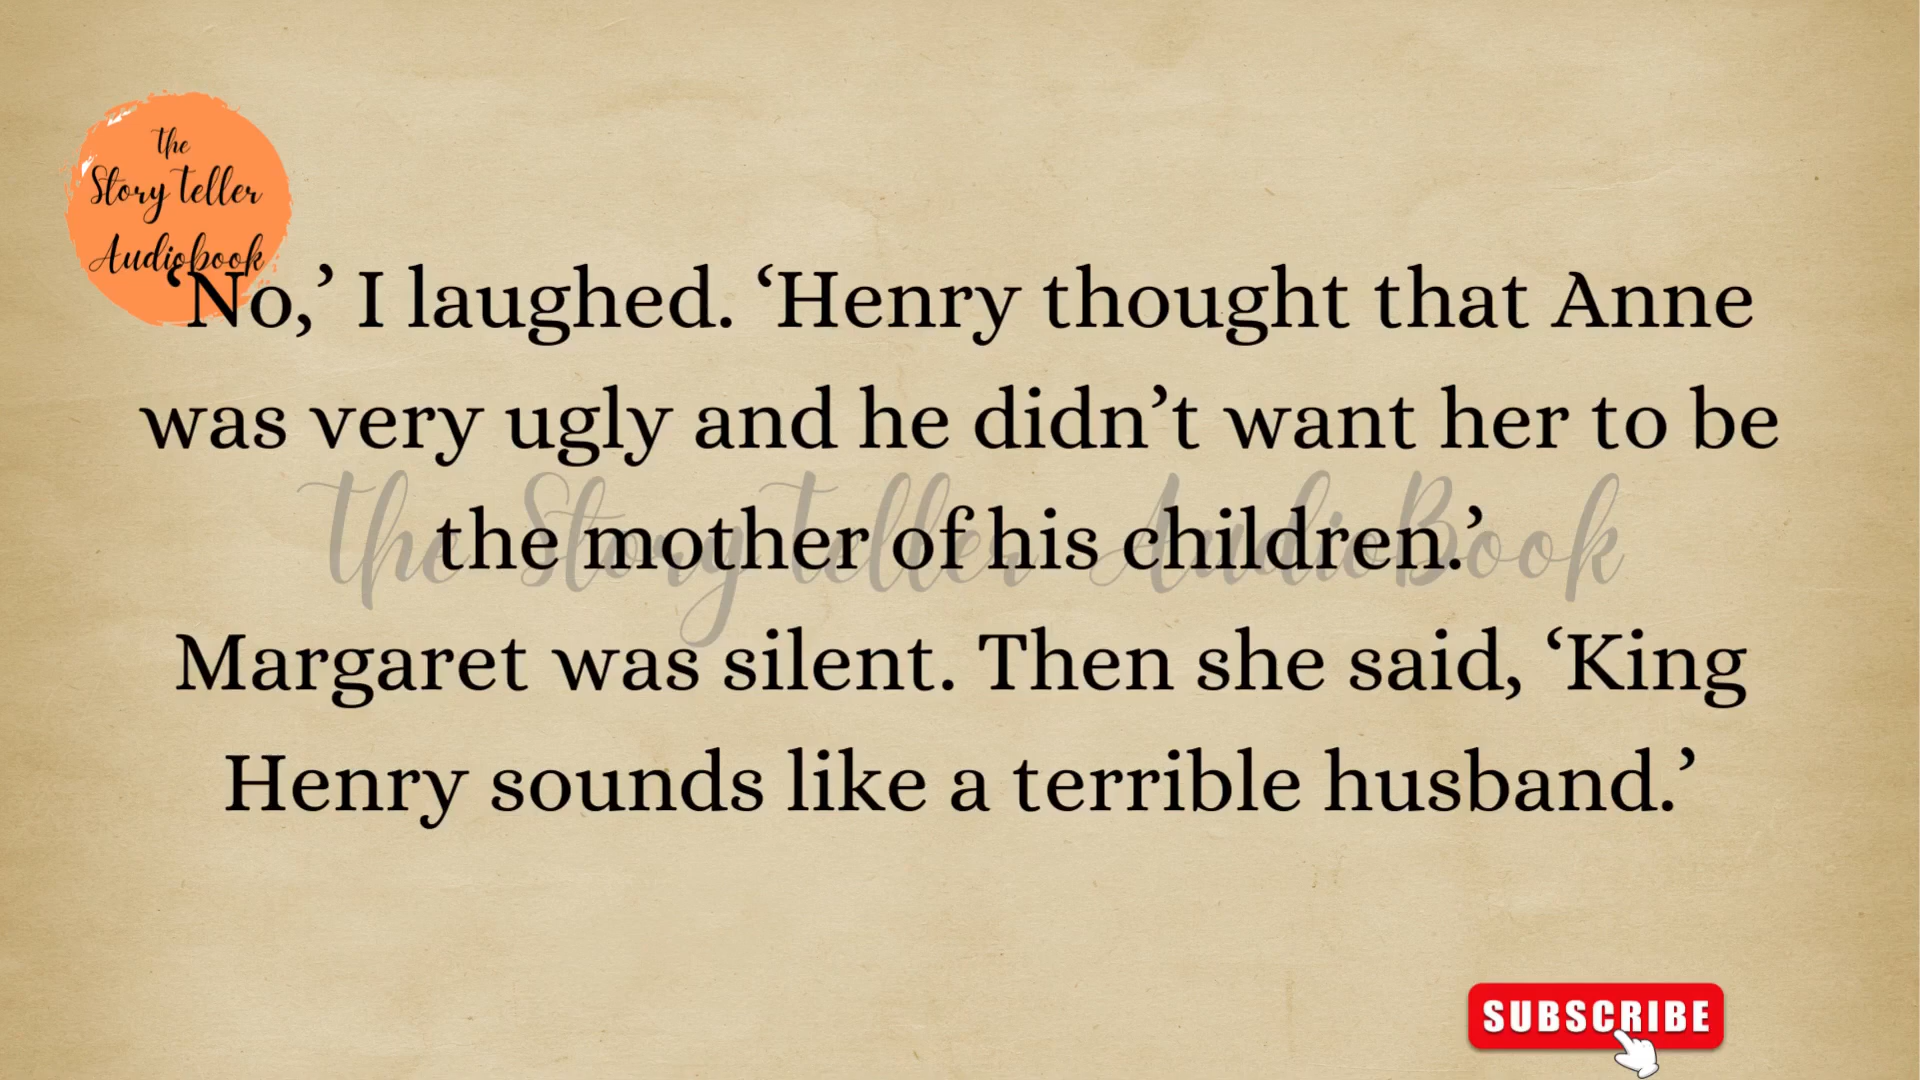 the
Story teller
Audiobook
‘No,’ I laughed. ‘Henry thought that Anne
was very ugly and he didn’t want her to be
the Story teller AudioBook
the mother of his children.’
Margaret was silent. Then she said, ‘King
Henry sounds like a terrible husband.’
SUBSCRIBE